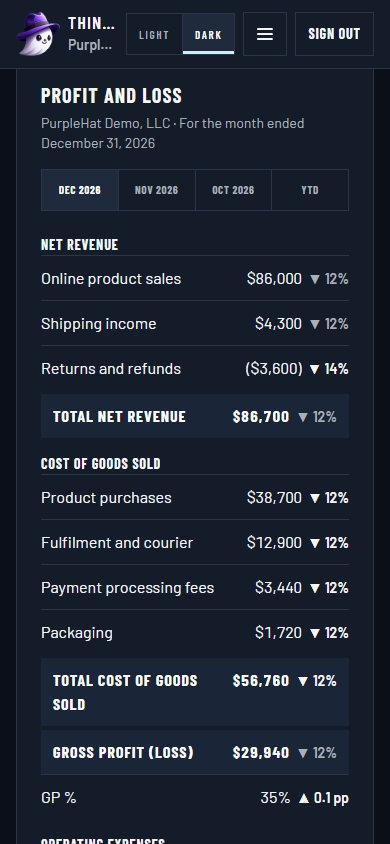 THIN...
Purpl...
LIGHT
DARK
SIGN OUT
PROFIT AND LOSS
PurpleHat Demo, LLC · For the month ended
December 31, 2026
DEC 2026
NOV 2026
OCT 2026
YTD
NET REVENUE
Online product sales $86,000 ▼ 12%
Shipping income $4,300 ▼ 12%
Returns and refunds ($3,600) ▼ 14%
TOTAL NET REVENUE $86,700 ▼ 12%
COST OF GOODS SOLD
Product purchases $38,700 ▼ 12%
Fulfilment and courier $12,900 ▼ 12%
Payment processing fees $3,440 ▼ 12%
Packaging $1,720 ▼ 12%
TOTAL COST OF GOODS SOLD $56,760 ▼ 12%
GROSS PROFIT (LOSS) $29,940 ▼ 12%
GP % 35% ▲ 0.1 pp
OPERATING EXPENSES